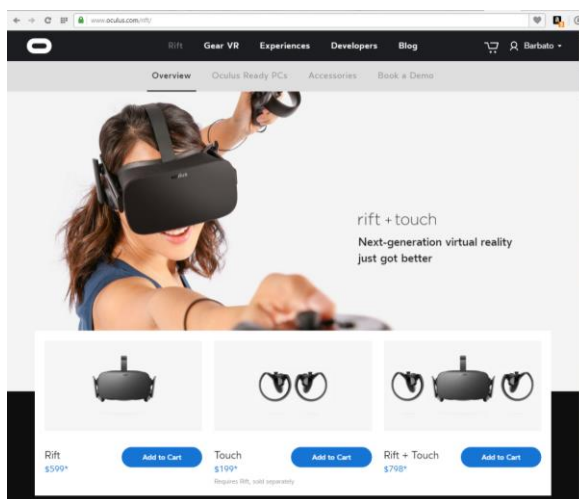 www.oculus.com/rift/
Rift Gear VR Experiences Developers Blog Barbato
Overview Oculus Ready PCs Accessories Book a Demo
oculus
rift + touch
Next-generation virtual reality
just got better
Rift Add to Cart Touch Add to Cart Rift + Touch Add to Cart
$599* $199* $798*
Requires Rift, sold separately